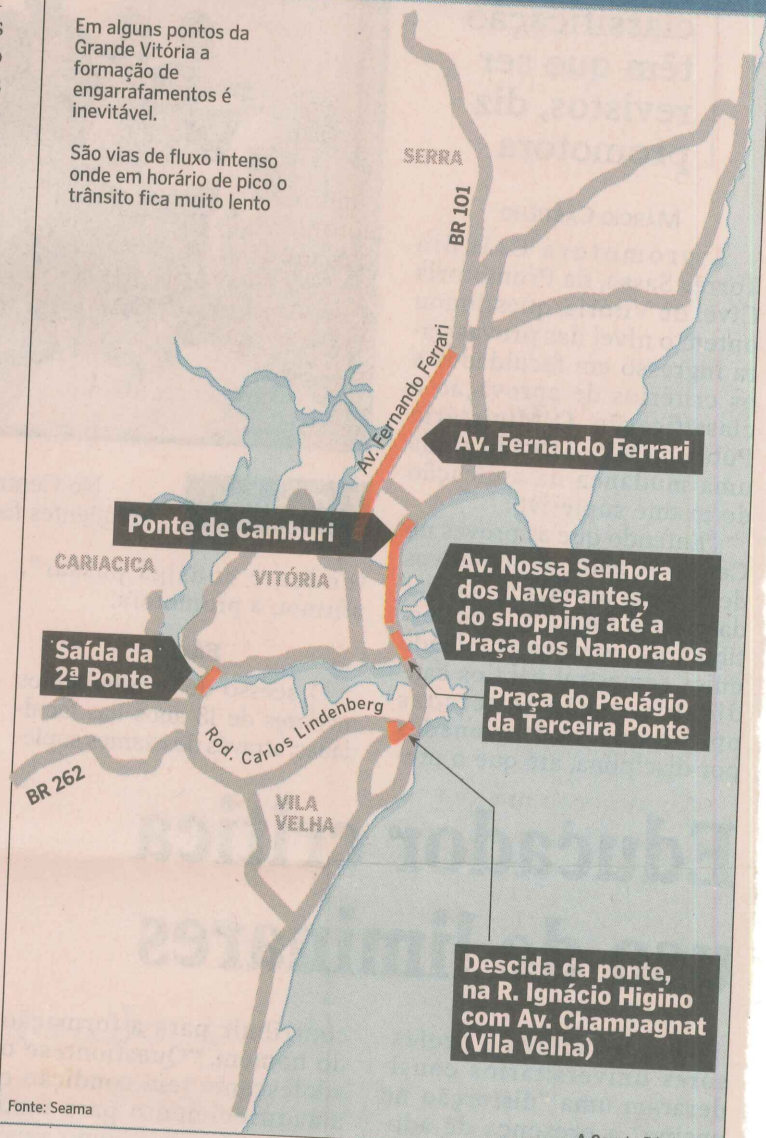 Em alguns pontos da
Grande Vitória a
formação de
engarrafamentos é
inevitável.
São vias de fluxo intenso
onde em horário de pico o
trânsito fica muito lento
SERRA
BR 101
Av. Fernando Ferrari
Av. Fernando Ferrari
Ponte de Camburi
CARIACICA
VITÓRIA
Av. Nossa Senhora
dos Navegantes,
do shopping até a
Praça dos Namorados
Saída da
2ª Ponte
Praça do Pedágio
da Terceira Ponte
Rod. Carlos Lindenberg
BR 262
VILA
VELHA
Descida da ponte,
na R. Ignácio Higino
com Av. Champagnat
(Vila Velha)
Fonte: Seama